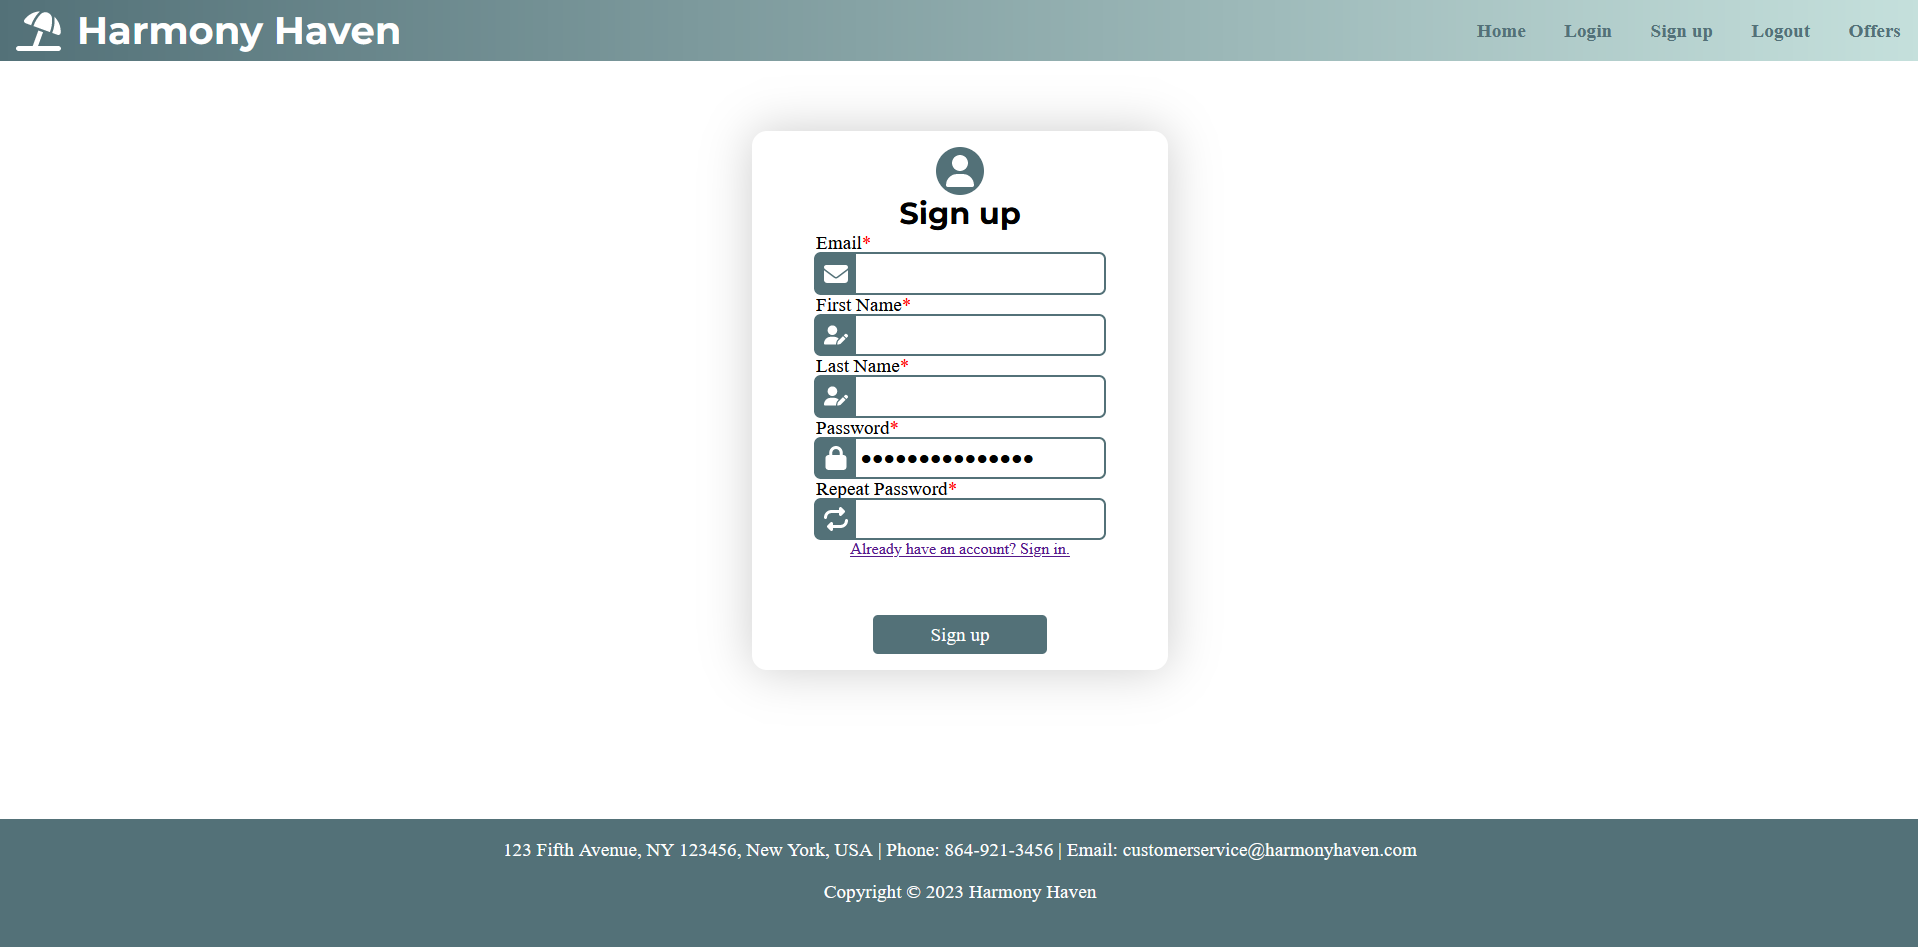 Harmony Haven
Home Login Sign up Logout Offers
Sign up
Email*
First Name*
Last Name*
Password*
●●●●●●●●●●●●●●●
Repeat Password*
Already have an account? Sign in.
Sign up
123 Fifth Avenue, NY 123456, New York, USA | Phone: 864-921-3456 | Email: customerservice@harmonyhaven.com
Copyright © 2023 Harmony Haven